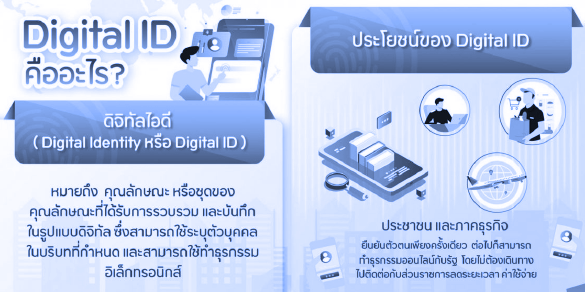 Digital ID
คืออะไร?
ดิจิทัลไอดี
( Digital Identity หรือ Digital ID )
หมายถึง คุณลักษณะ หรือชุดของ
คุณลักษณะที่ได้รับการรวบรวม และบันทึก
ในรูปแบบดิจิทัล ซึ่งสามารถใช้ระบุตัวบุคคล
ในบริบทที่กำหนด และสามารถใช้ทำธุรกรรม
อิเล็กทรอนิกส์
ประโยชน์ของ Digital ID
ประชาชน และภาคธุรกิจ
ยืนยันตัวตนเพียงครั้งเดียว ต่อไปก็สามารถ
ทำธุรกรรมออนไลน์กับรัฐ โดยไม่ต้องเดินทาง
ไปติดต่อกับส่วนราชการลดระยะเวลา ค่าใช้จ่าย